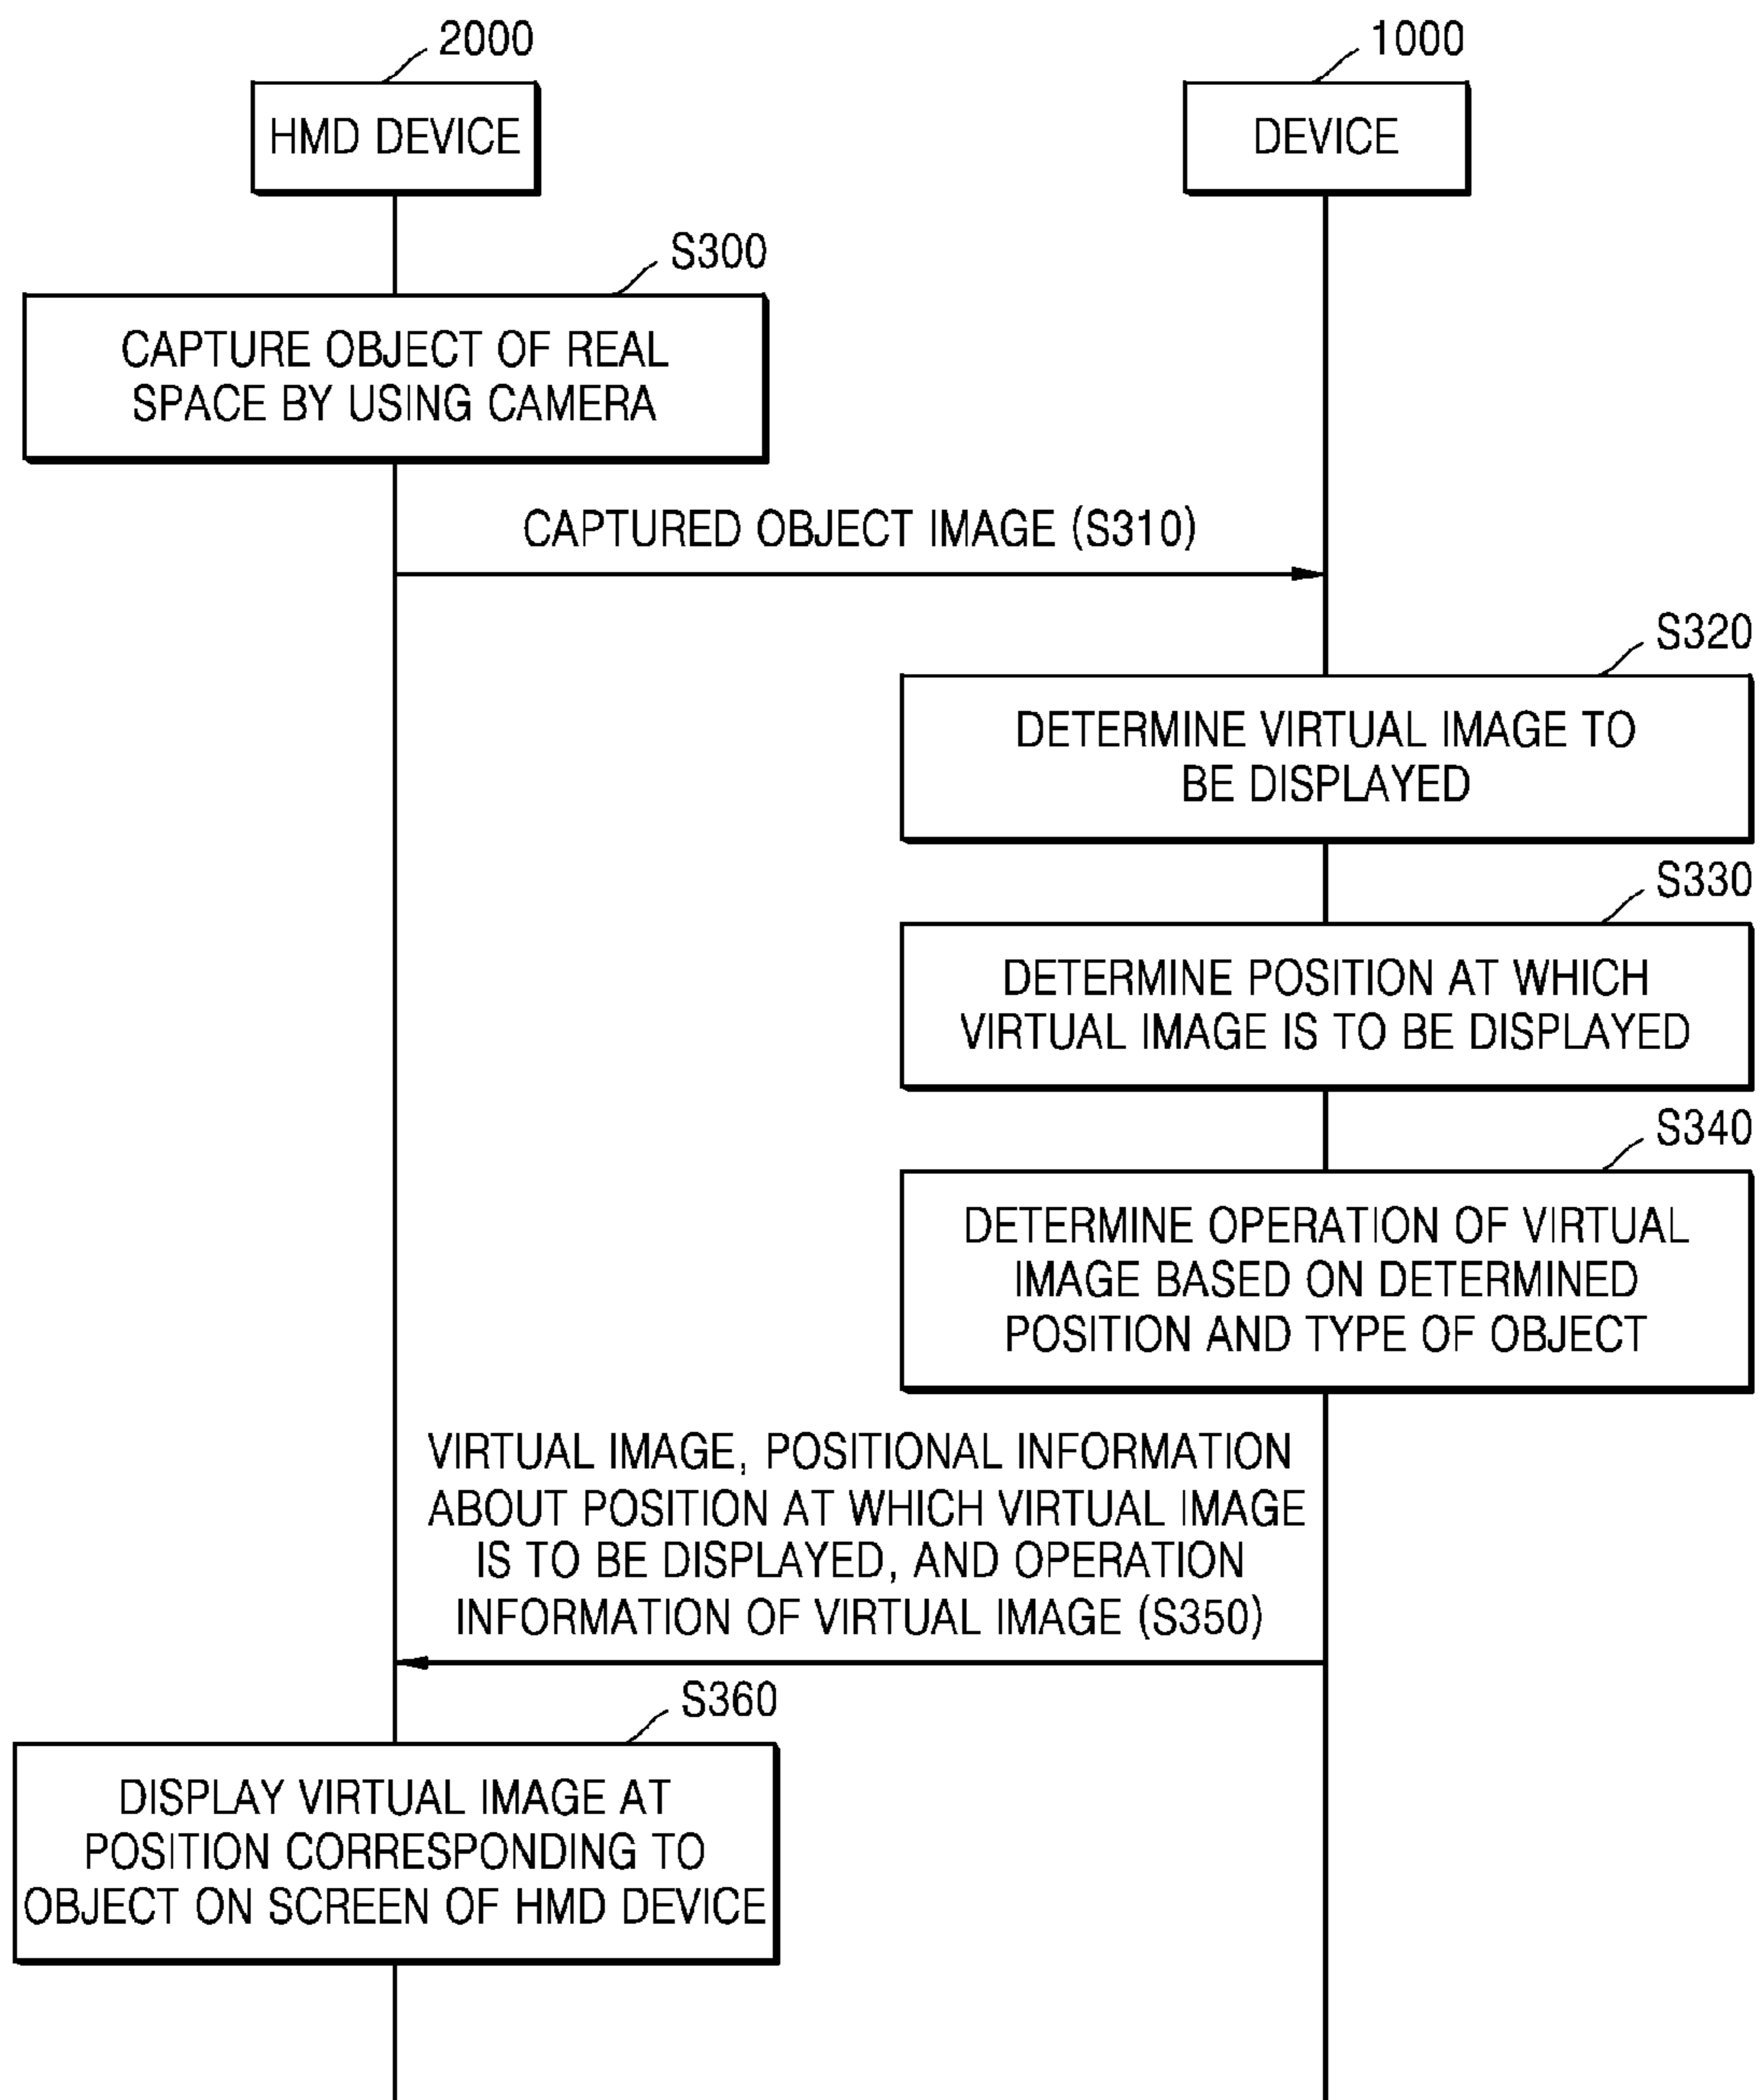 2000
1000
HMD DEVICE
DEVICE
S300
CAPTURE OBJECT OF REAL
SPACE BY USING CAMERA
CAPTURED OBJECT IMAGE (S310)
S320
DETERMINE VIRTUAL IMAGE TO
BE DISPLAYED
S330
DETERMINE POSITION AT WHICH
VIRTUAL IMAGE IS TO BE DISPLAYED
S340
DETERMINE OPERATION OF VIRTUAL
IMAGE BASED ON DETERMINED
POSITION AND TYPE OF OBJECT
VIRTUAL IMAGE, POSITIONAL INFORMATION
ABOUT POSITION AT WHICH VIRTUAL IMAGE
IS TO BE DISPLAYED, AND OPERATION
INFORMATION OF VIRTUAL IMAGE (S350)
S360
DISPLAY VIRTUAL IMAGE AT
POSITION CORRESPONDING TO
OBJECT ON SCREEN OF HMD DEVICE